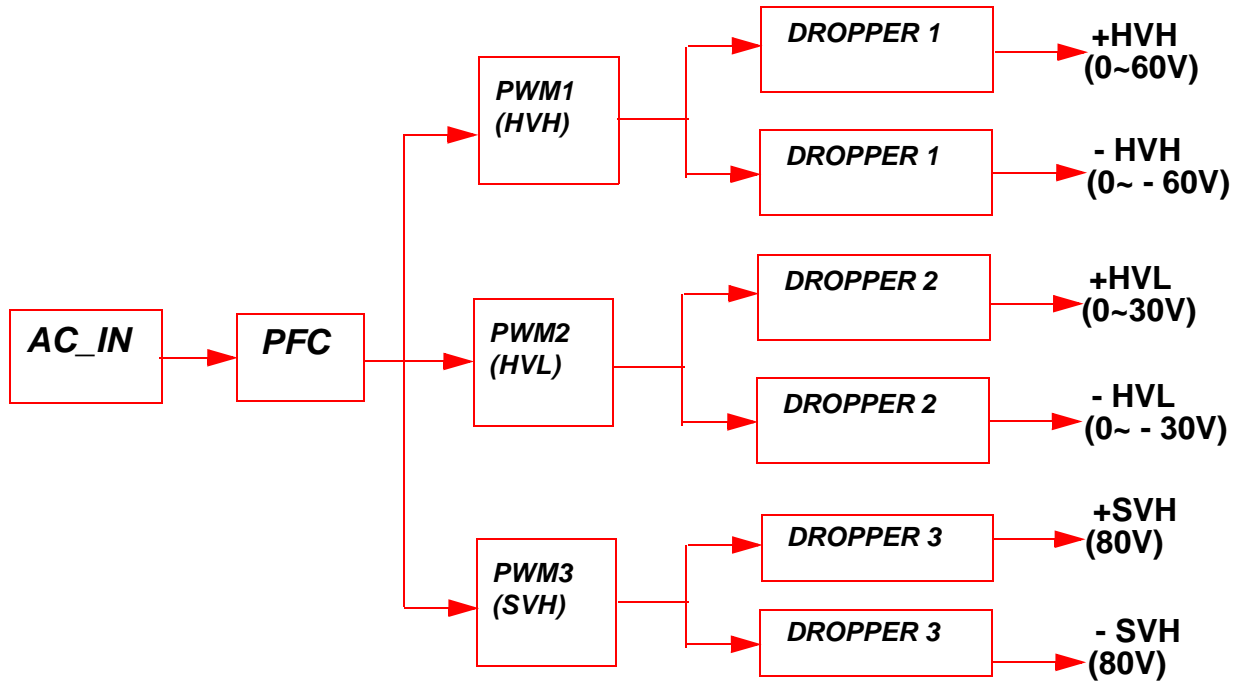 DROPPER 1
+HVH
(0~60V)
PWM1
(HVH)
DROPPER 1
- HVH
(0~ - 60V)
AC_IN
PFC
PWM2
(HVL)
DROPPER 2
+HVL
(0~30V)
DROPPER 2
- HVL
(0~ - 30V)
PWM3
(SVH)
DROPPER 3
+SVH
(80V)
DROPPER 3
- SVH
(80V)